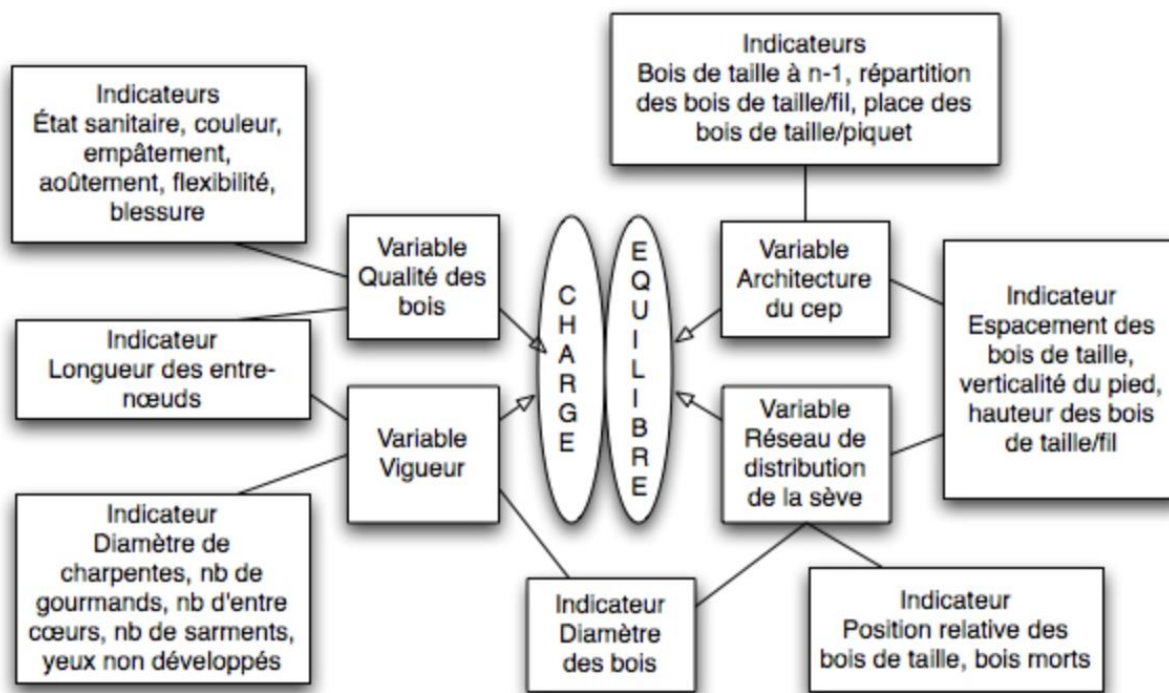 Indicateurs
État sanitaire, couleur,
empâtement,
aoûtement, flexibilité,
blessure
Indicateurs
Bois de taille à n-1, répartition
des bois de taille/fil, place des
bois de taille/piquet
Variable
Qualité des
bois
CHARGE
EQUILIBRE
Variable
Architecture
du cep
Indicateur
Espacement des
bois de taille,
verticalité du pied,
hauteur des bois
de taille/fil
Indicateur
Longueur des entre-
nœuds
Variable
Vigueur
Variable
Réseau de
distribution
de la sève
Indicateur
Diamètre de
charpentes, nb de
gourmands, nb d'entre
cœurs, nb de sarments,
yeux non développés
Indicateur
Diamètre
des bois
Indicateur
Position relative des
bois de taille, bois morts